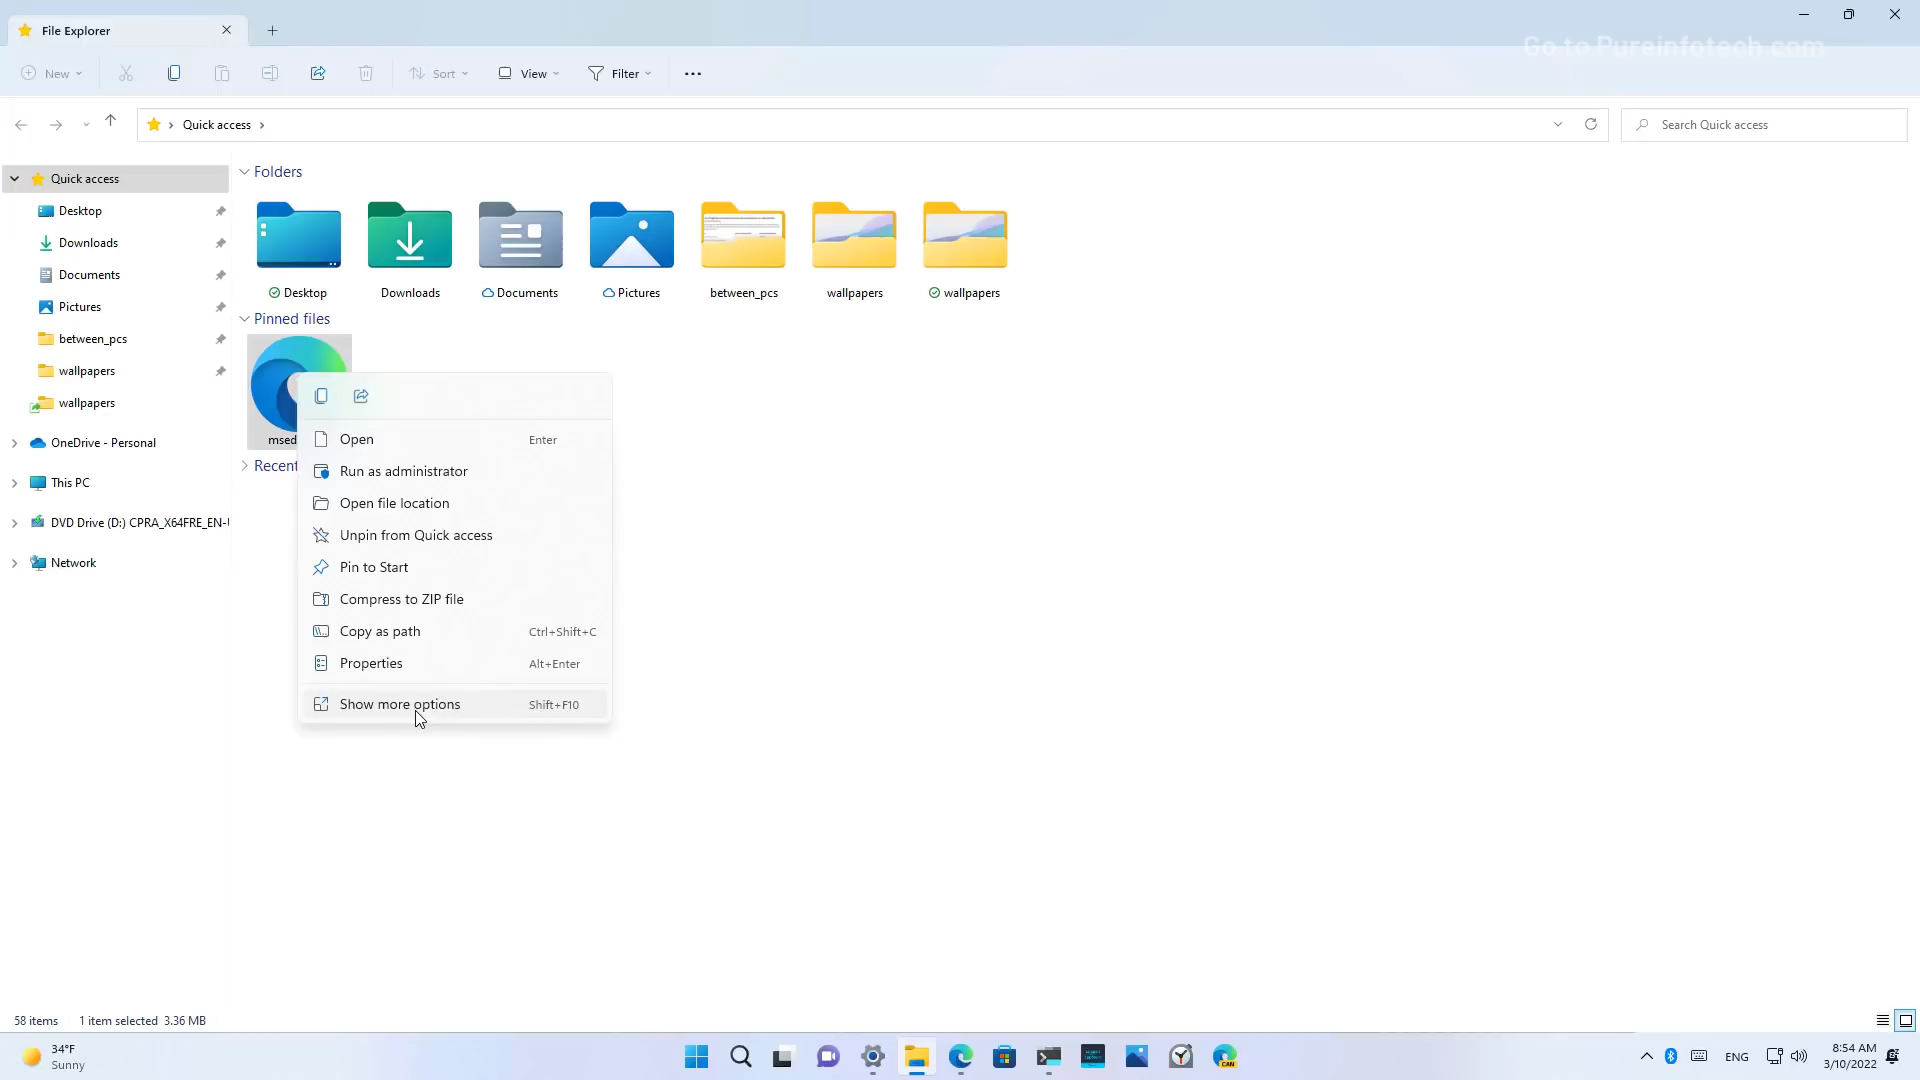 File Explorer
Go to Pureinfotech.com
New
Sort
View
Filter
Quick access
Search Quick access
Quick access
Desktop
Downloads
Documents
Pictures
between_pcs
wallpapers
wallpapers
OneDrive - Personal
This PC
DVD Drive (D:) CPRA_X64FRE_EN-
Network
Folders
Desktop
Downloads
Documents
Pictures
between_pcs
wallpapers
wallpapers
Pinned files
msed
Recent
Open Enter
Run as administrator
Open file location
Unpin from Quick access
Pin to Start
Compress to ZIP file
Copy as path Ctrl+Shift+C
Properties Alt+Enter
Show more options Shift+F10
58 items 1 item selected 3.36 MB
34°F
Sunny
CAN
ENG
8:54 AM
3/10/2022